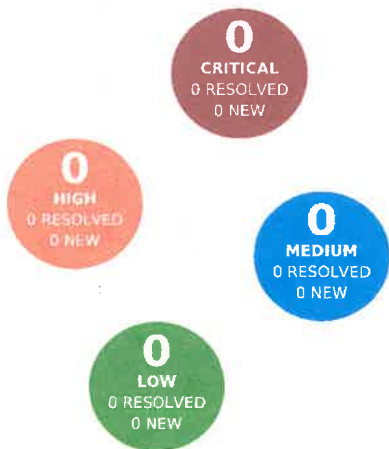 0
CRITICAL
0 RESOLVED
0 NEW
0
HIGH
0 RESOLVED
0 NEW
0
MEDIUM
0 RESOLVED
0 NEW
0
LOW
0 RESOLVED
0 NEW